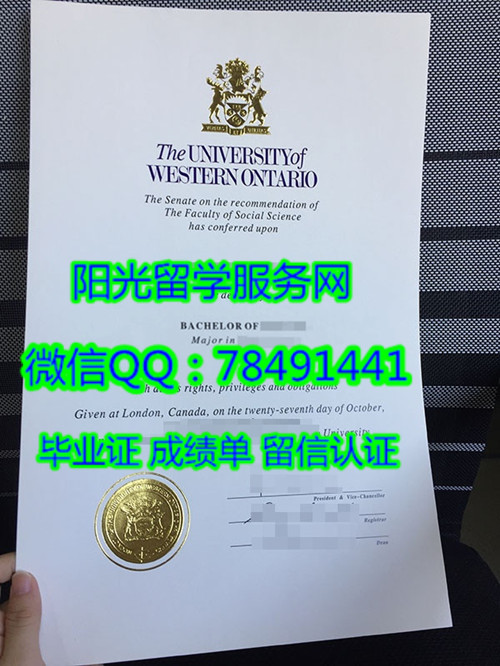 The UNIVERSITY of
WESTERN ONTARIO
The Senate on the recommendation of
The Faculty of Social Science
has conferred upon
阳光留学服务网
BACHELOR OF
Major in
微信QQ：78491441
rights, privileges and obligations
Given at London, Canada, on the twenty-seventh day of October,
University
毕业证 成绩单 留信认证
President & Vice-Chancellor
Registrar
Dean